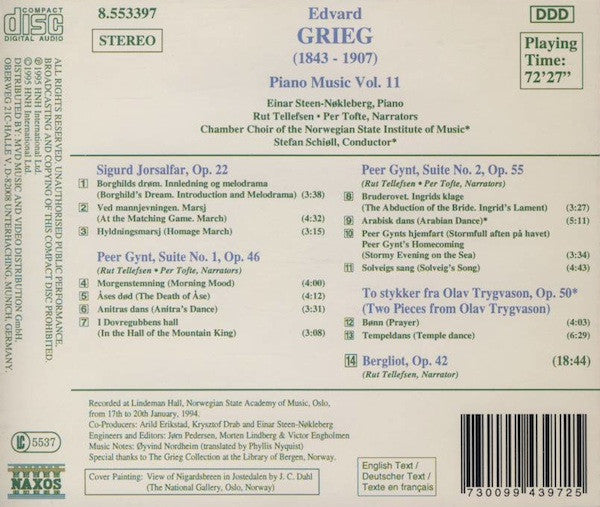 COMPACT
disc
DIGITAL AUDIO
8.553397
STEREO
Edvard
GRIEG
(1843 - 1907)
Piano Music Vol. 11
DDD
Playing
Time:
72'27"
Einar Steen-Nøkleberg, Piano
Rut Tellefsen • Per Tofte, Narrators
Chamber Choir of the Norwegian State Institute of Music*
Stefan Schiøll, Conductor*
Sigurd Jorsalfar, Op. 22
1 Borghilds drøm. Innledning og melodrama
(Borghild's Dream. Introduction and Melodrama) (3:38)
2 Ved mannjevningen. Marsj
(At the Matching Game. March) (4:32)
3 Hyldningsmarsj (Homage March) (3:15)
Peer Gynt, Suite No. 1, Op. 46
(Rut Tellefsen • Per Tofte, Narrators)
4 Morgenstemning (Morning Mood) (4:00)
5 Åses død (The Death of Åse) (4:12)
6 Anitras dans (Anitra's Dance) (3:31)
7 I Dovregubbens hall
(In the Hall of the Mountain King) (3:08)
Peer Gynt, Suite No. 2, Op. 55
(Rut Tellefsen • Per Tofte, Narrators)
8 Bruderovet. Ingrids klage
(The Abduction of the Bride. Ingrid's Lament) (3:27)
9 Arabisk dans (Arabian Dance)* (5:11)
10 Peer Gynts hjemfart (Stormfull aften på havet)
Peer Gynt's Homecoming
(Stormy Evening on the Sea) (3:34)
11 Solveigs sang (Solveig's Song) (4:43)
To stykker fra Olav Trygvason, Op. 50*
(Two Pieces from Olav Trygvason)
12 Bønn (Prayer) (4:03)
13 Tempeldans (Temple dance) (6:29)
14 Bergliot, Op. 42 (18:44)
(Rut Tellefsen, Narrator)
Recorded at Lindeman Hall, Norwegian State Academy of Music, Oslo,
from 17th to 20th January, 1994.
Co-Producers: Arild Erikstad, Krysztof Drab and Einar Steen-Nøkleberg
Engineers and Editors: Jørn Pedersen, Morten Lindberg & Victor Engholmen
Music Notes: Øyvind Nordheim (translated by Phyllis Nyquist)
Special thanks to The Grieg Collection at the Library of Bergen, Norway.
Cover Painting: View of Nigardsbreen in Jostedalen by J. C. Dahl
(The National Gallery, Oslo, Norway)
English Text /
Deutscher Text /
Texte en français
7 30099 43972 5
LC 5537
NAXOS
ALL RIGHTS RESERVED. UNAUTHORISED PUBLIC PERFORMANCE,
BROADCASTING AND COPYING OF THIS COMPACT DISC PROHIBITED.
℗ 1995 HNH International Ltd.
© 1995 HNH International Ltd.
DISTRIBUTED BY: MVD MUSIC AND VIDEO DISTRIBUTION GmbH,
OBERWEG 21C-HALLE V, D-82008 UNTERHACHING, MUNICH, GERMANY.